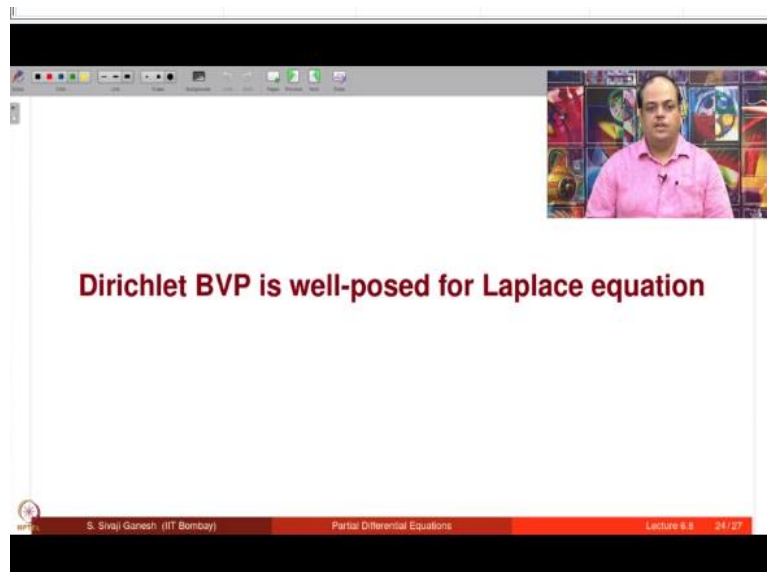 Dirichlet BVP is well-posed for Laplace equation
S. Sivaji Ganesh (IIT Bombay) Partial Differential Equations Lecture 6.8 24/27